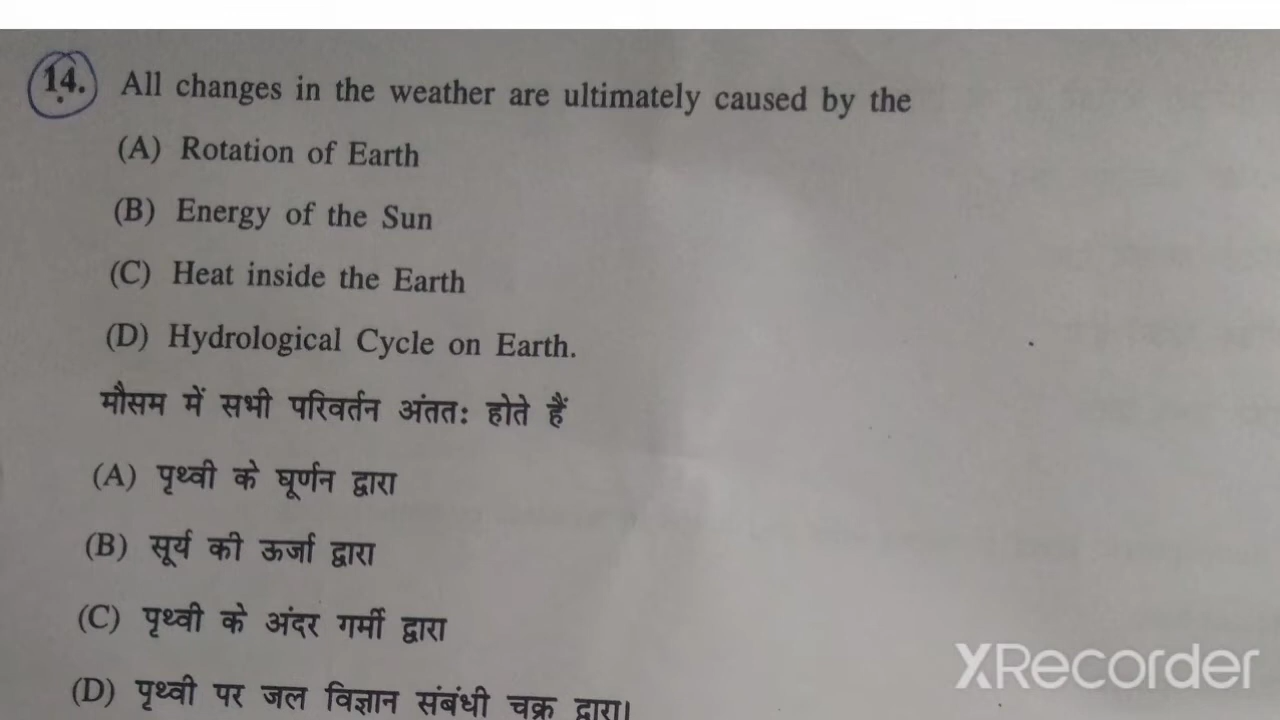 14. All changes in the weather are ultimately caused by the
(A) Rotation of Earth
(B) Energy of the Sun
(C) Heat inside the Earth
(D) Hydrological Cycle on Earth.
मौसम में सभी परिवर्तन अंततः होते हैं
(A) पृथ्वी के घूर्णन द्वारा
(B) सूर्य की ऊर्जा द्वारा
(C) पृथ्वी के अंदर गर्मी द्वारा
(D) पृथ्वी पर जल विज्ञान संबंधी चक्र द्वारा।
XRecorder